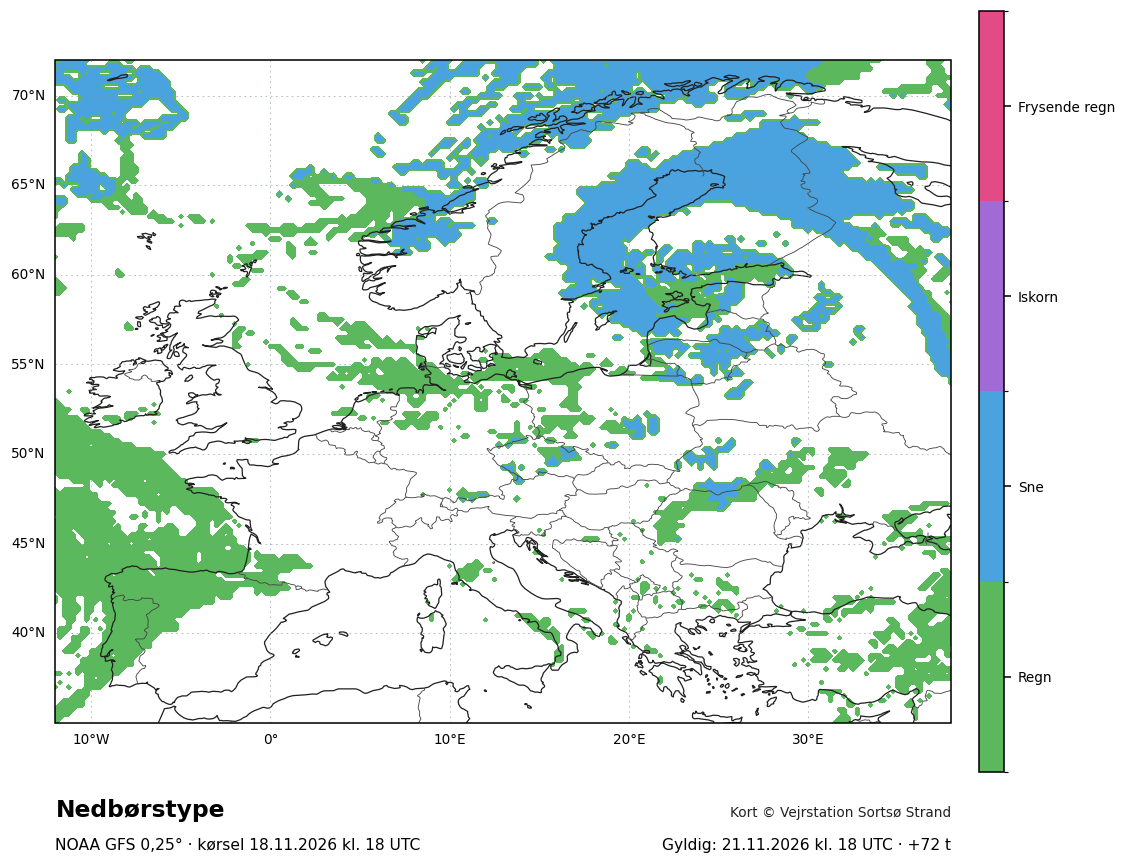 Frysende regn
Iskorn
Sne
Regn
70°N
65°N
60°N
55°N
50°N
45°N
40°N
10°W
0°
10°E
20°E
30°E
Nedbørstype
Kort © Vejrstation Sortsø Strand
NOAA GFS 0,25° · kørsel 18.11.2026 kl. 18 UTC
Gyldig: 21.11.2026 kl. 18 UTC · +72 t